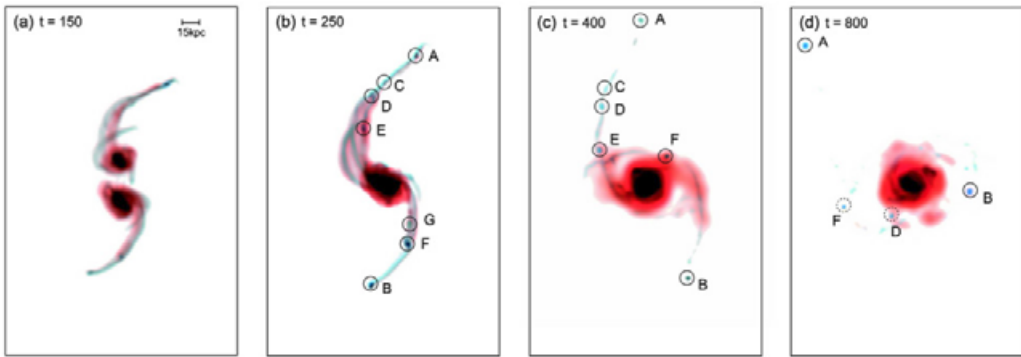 (a) t = 150
15kpc
(b) t = 250
A
C
D
E
G
F
B
(c) t = 400
A
C
D
E
F
B
(d) t = 800
A
B
F
D